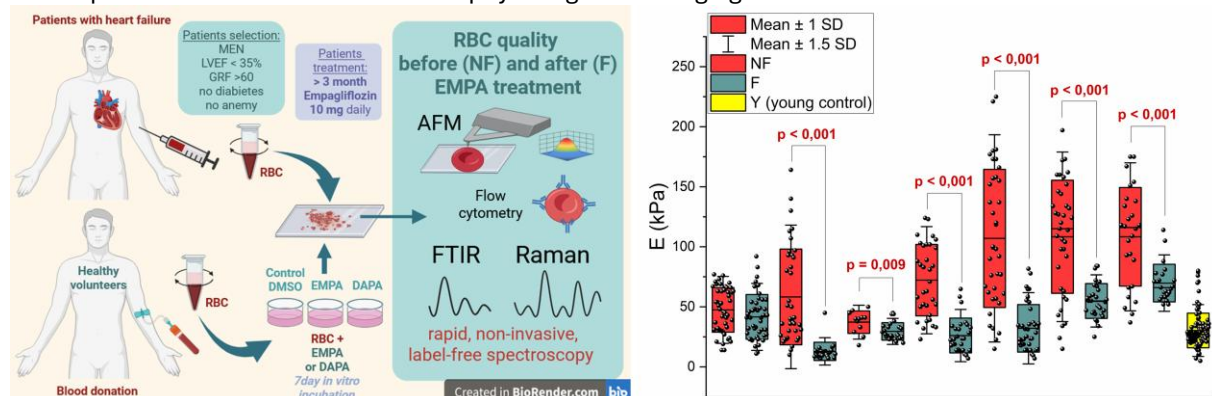 Patients with heart failure
Patients selection:
MEN
LVEF < 35%
GRF >60
no diabetes
no anemy
Patients
treatment:
> 3 month
Empagliflozin
10 mg daily
RBC
Healthy
volunteers
RBC
Blood donation
Control
DMSO
EMPA
DAPA
RBC +
EMPA
or DAPA
7day in vitro
incubation
RBC quality
before (NF) and after (F)
EMPA treatment
AFM
Flow
cytometry
FTIR
Raman
rapid, non-invasive,
label-free spectroscopy
Created in BioRender.com bio
Mean ± 1 SD
Mean ± 1.5 SD
NF
F
Y (young control)
E (kPa)
250
200
150
100
50
0
p < 0,001
p = 0,009
p < 0,001
p < 0,001
p < 0,001
p < 0,001